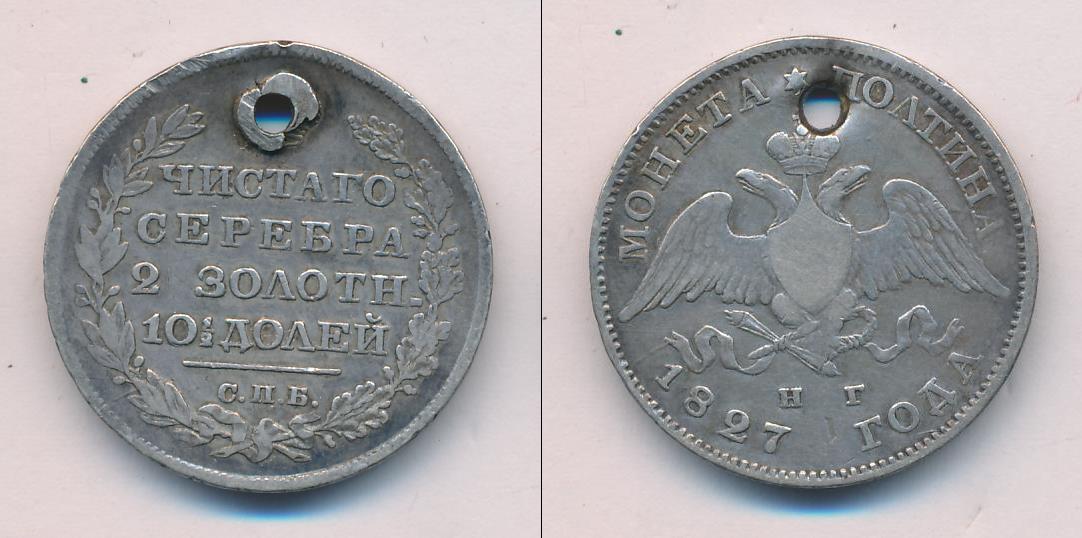 ЧИСТАГО
СЕРЕБРА
2 ЗОЛОТН.
10½ ДОЛЕЙ
С.П.Б.
МОНЕТА ПОЛТИНА
Н Г
1827 ГОДА